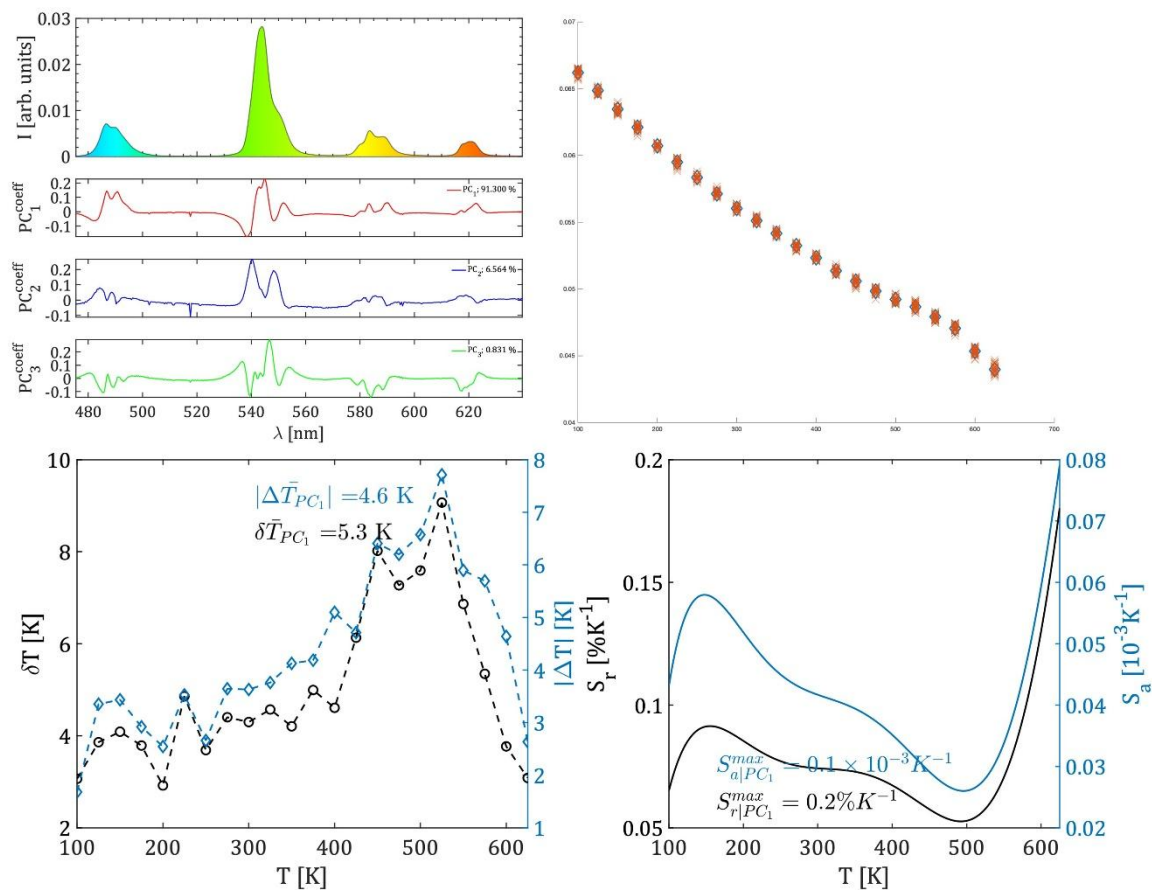 I [arb. units]
0.03
0.02
0.01
0
PC₁^coeff
0.2
0.1
0
-0.1
PC₁: 91.300 %
PC₂^coeff
0.2
0.1
0
-0.1
PC₂: 6.564 %
PC₃^coeff
0.2
0.1
0
-0.1
PC₃: 0.831 %
480 500 520 540 560 580 600 620
λ [nm]
0.07
0.065
0.06
0.055
0.05
0.045
0.04
100 200 300 400 500 600 700
δT [K]
10
8
6
4
2
|ΔT̄_PC₁| =4.6 K
δT̄_PC₁ =5.3 K
8
7
6
5
4
3
2
1
|ΔT| [K]
100 200 300 400 500 600
T [K]
S_r [%K⁻¹]
0.2
0.15
0.1
0.05
S^max_a|PC₁ = 0.1 × 10⁻³K⁻¹
S^max_r|PC₁ = 0.2%K⁻¹
0.08
0.07
0.06
0.05
0.04
0.03
0.02
S_a [10⁻³K⁻¹]
100 200 300 400 500 600
T [K]